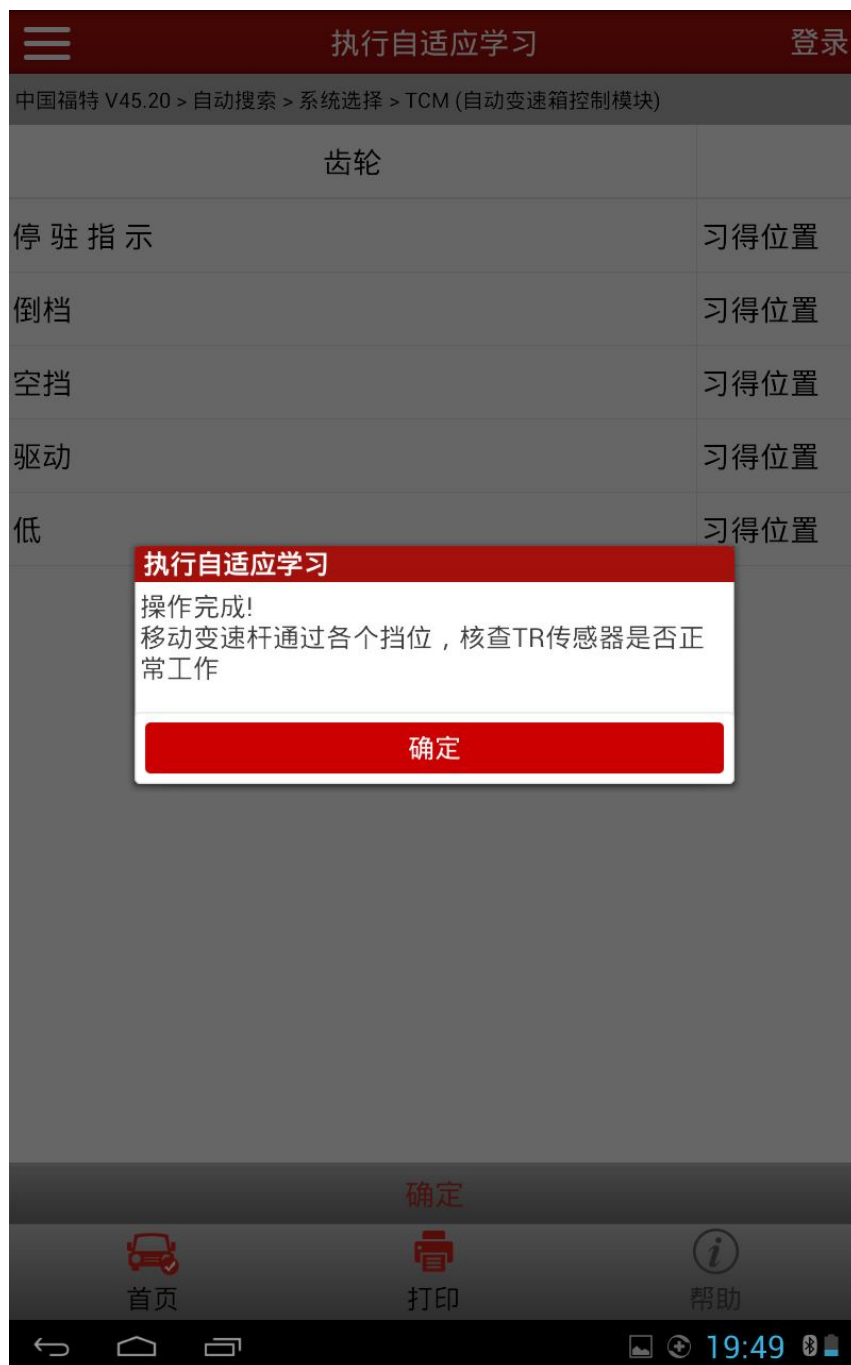 执行自适应学习 登录
中国福特 V45.20 > 自动搜索 > 系统选择 > TCM (自动变速箱控制模块)
齿轮
停 驻 指 示 习得位置
倒档 习得位置
空挡 习得位置
驱动 习得位置
低 习得位置
执行自适应学习
操作完成!
移动变速杆通过各个挡位，核查TR传感器是否正
常工作
确定
确定
首页 打印 帮助
19:49